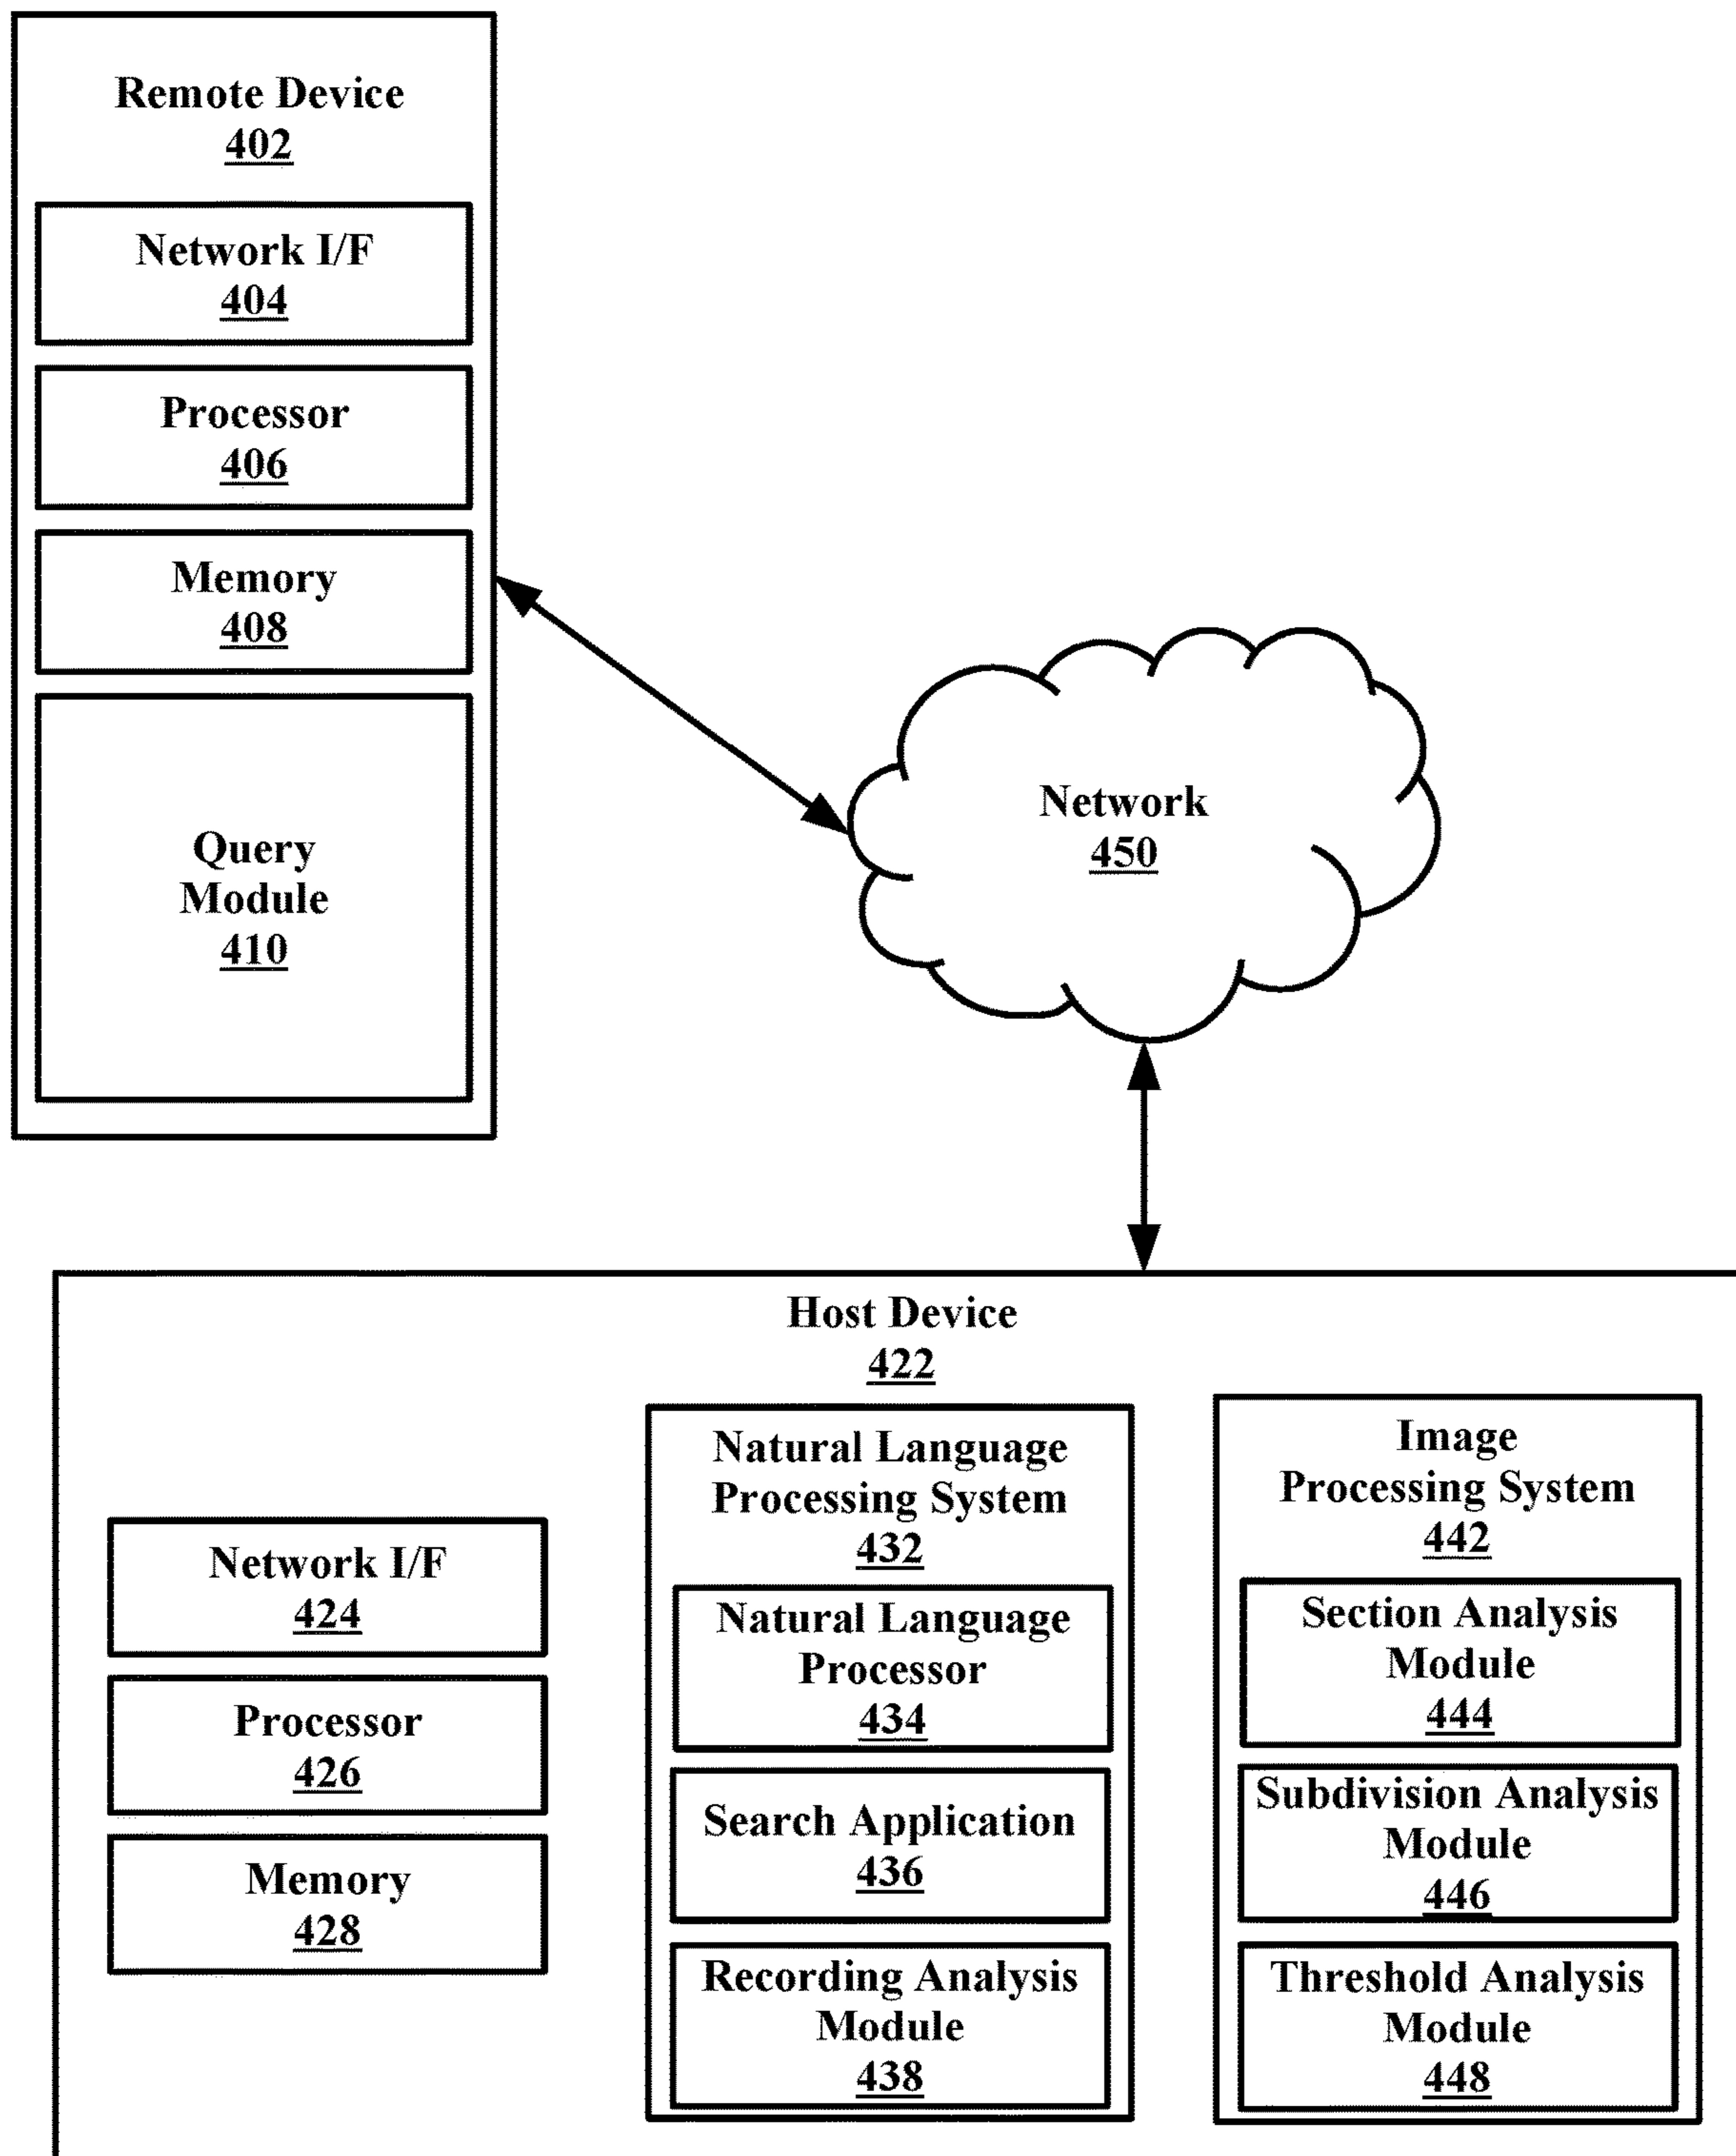 Remote Device
402
Network I/F
404
Processor
406
Memory
408
Query
Module
410
Network
450
Host Device
422
Network I/F
424
Processor
426
Memory
428
Natural Language
Processing System
432
Natural Language
Processor
434
Search Application
436
Recording Analysis
Module
438
Image
Processing System
442
Section Analysis
Module
444
Subdivision Analysis
Module
446
Threshold Analysis
Module
448